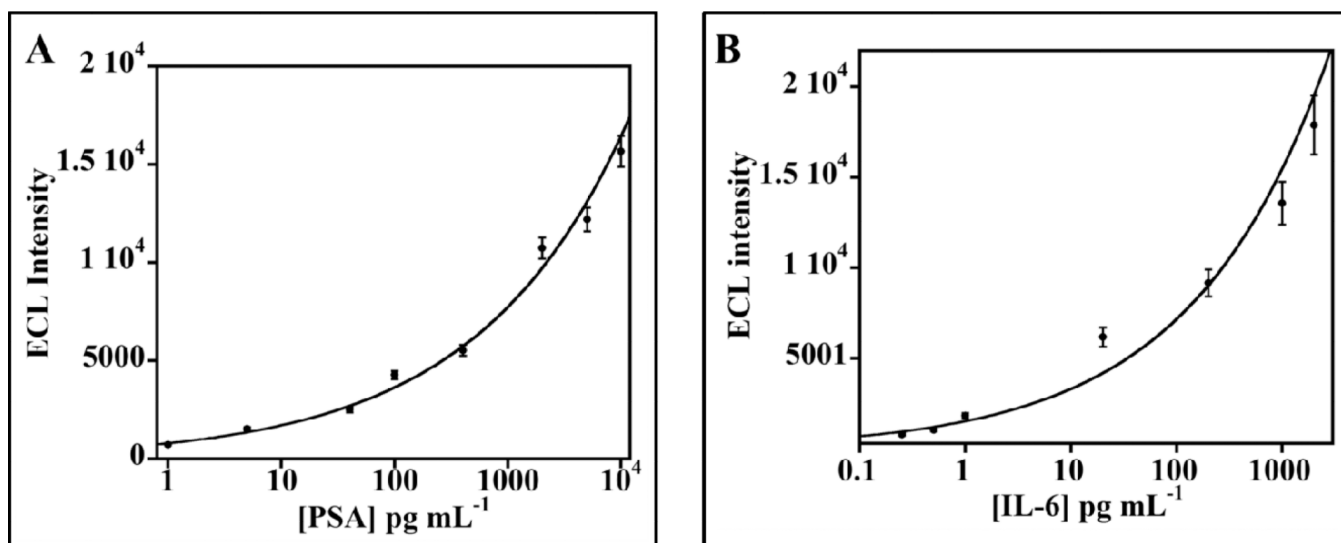 A
2 10⁴
1.5 10⁴
1 10⁴
5000
0
ECL Intensity
1 10 100 1000 10⁴
[PSA] pg mL⁻¹
B
2 10⁴
1.5 10⁴
1 10⁴
5001
ECL intensity
0.1 1 10 100 1000
[IL-6] pg mL⁻¹